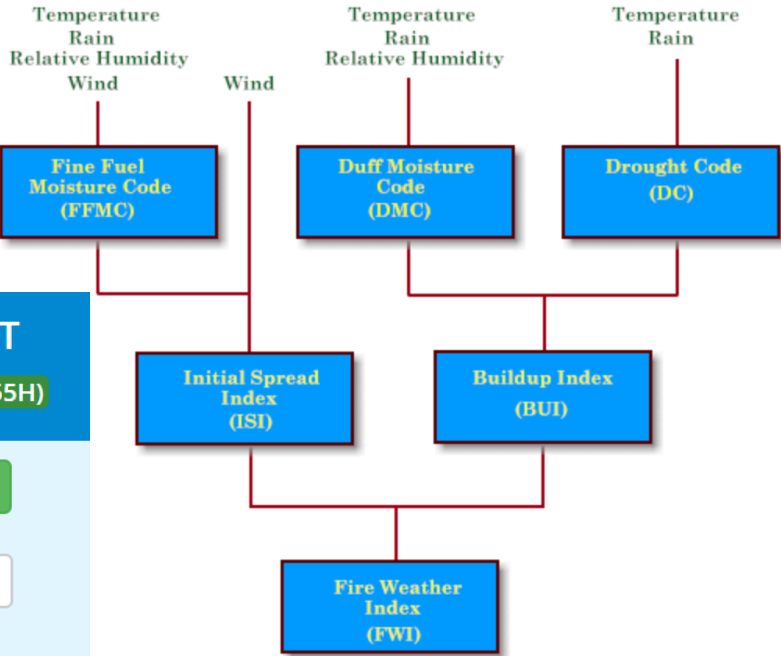 Temperature
Rain
Relative Humidity
Wind
Wind
Temperature
Rain
Relative Humidity
Temperature
Rain
Fine Fuel
Moisture Code
(FFMC)
Duff Moisture
Code
(DMC)
Drought Code
(DC)
T
5H)
Initial Spread
Index
(ISI)
Buildup Index
(BUI)
Fire Weather
Index
(FWI)